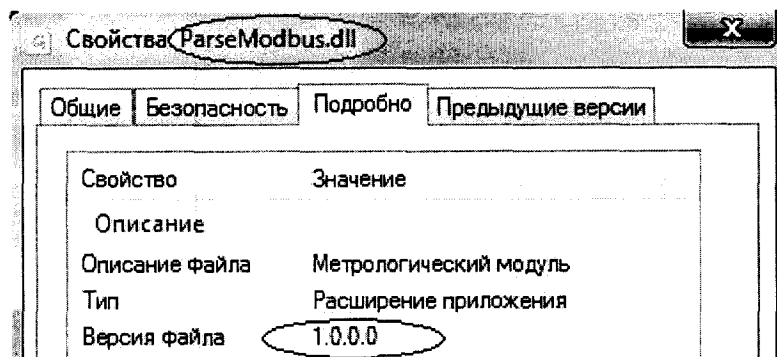 Свойства: ParseModbus.dll
Общие Безопасность Подробно Предыдущие версии
Свойство Значение
Описание
Описание файла Метрологический модуль
Тип Расширение приложения
Версия файла 1.0.0.0